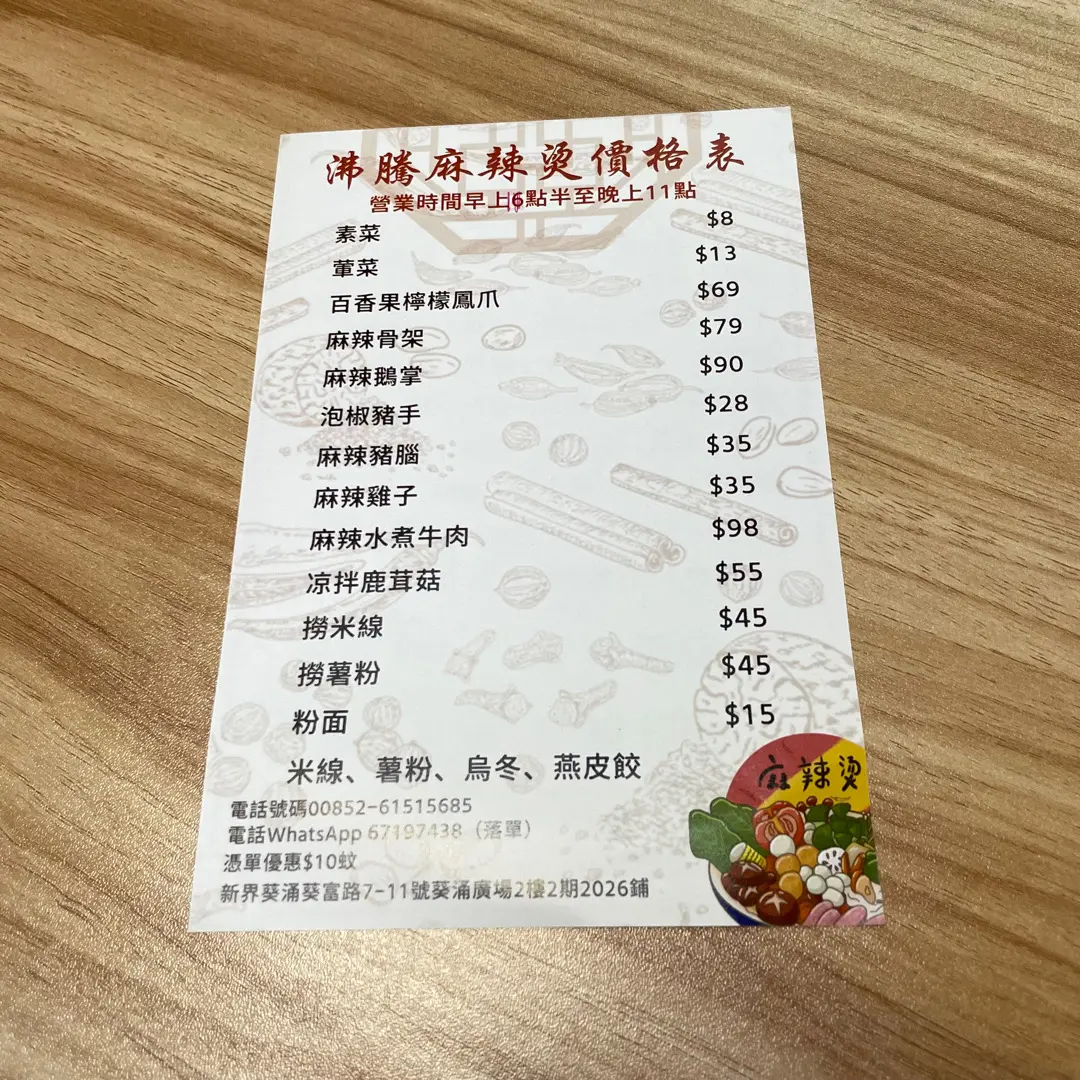 沸騰麻辣烫價格表
營業時間早上點半至晚上11點
素菜 $8
葷菜 $13
百香果檸檬鳳爪 $69
麻辣骨架 $79
麻辣鵝掌 $90
泡椒豬手 $28
麻辣豬腦 $35
麻辣雞子 $35
麻辣水煮牛肉 $98
凉拌鹿茸菇 $55
撈米線 $45
撈薯粉 $45
粉面 $15
米線、薯粉、烏冬、燕皮餃
麻辣烫
電話號碼00852-61515685
電話WhatsApp 67197438（落單）
憑單優惠$10蚊
新界葵涌葵富路7-11號葵涌廣場2樓2期2026鋪